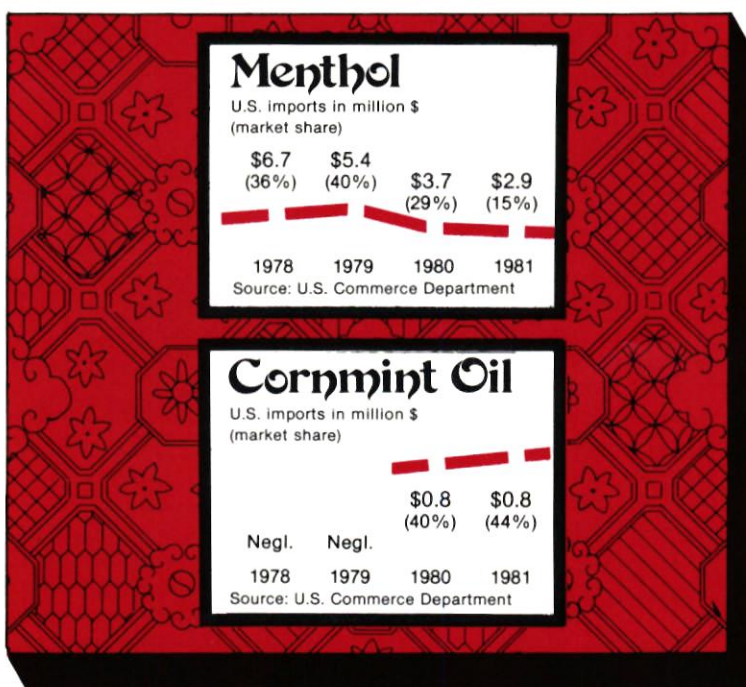 Menthol
U.S. imports in million $
(market share)
$6.7 $5.4 $3.7 $2.9
(36%) (40%) (29%) (15%)
1978 1979 1980 1981
Source: U.S. Commerce Department
Cornmint Oil
U.S. imports in million $
(market share)
$0.8 $0.8
(40%) (44%)
Negl. Negl.
1978 1979 1980 1981
Source: U.S. Commerce Department